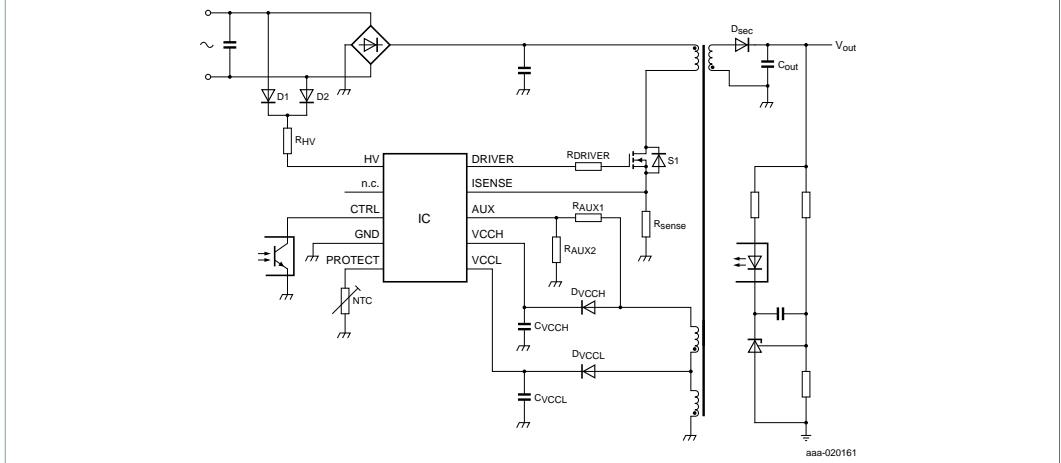 Dsec
Vout
Cout
D1
D2
RHV
HV
DRIVER
RDRIVER
S1
n.c.
ISENSE
CTRL
IC
AUX
RAUX1
Rsense
GND
VCCH
RAUX2
PROTECT
VCCL
NTC
DVCCH
CVCCH
DVCCL
CVCCL
aaa-020161